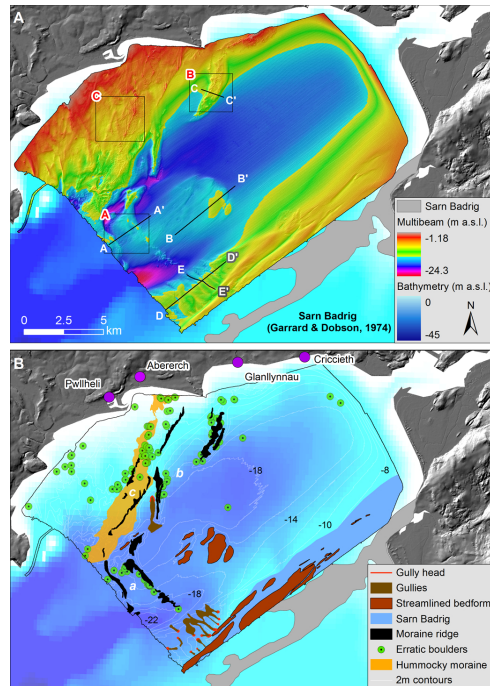 A
B
C
C
C'
A
A'
B'
A
B
D'
E
E'
D
Sarn Badrig
(Garrard & Dobson, 1974)
0 2.5 5
km
Sarn Badrig
Multibeam (m a.s.l.)
-1.18
-24.3
Bathymetry (m a.s.l.)
0
-45
N
B
Pwllheli
Abererch
Glanllynnau
Criccieth
b
c
a
-18
-14
-10
-8
-18
-22
Gully head
Gullies
Streamlined bedform
Sarn Badrig
Moraine ridge
Erratic boulders
Hummocky moraine
2m contours